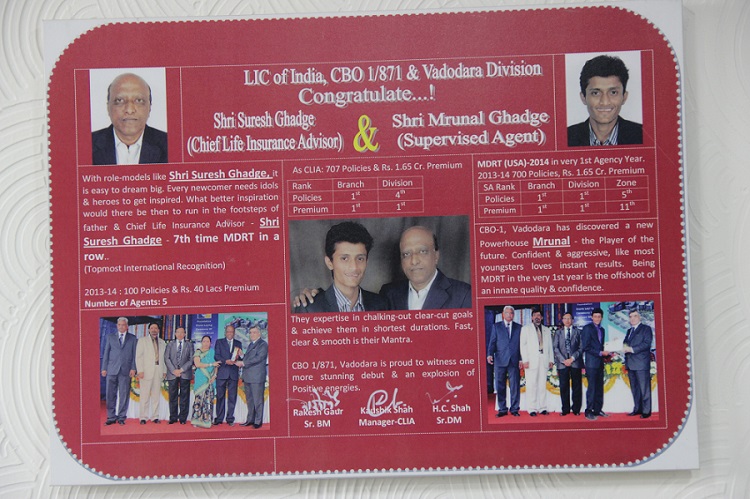 LIC of India, CBO 1/871 & Vadodara Division
Congratulate...!
Shri Suresh Ghadge
(Chief Life Insurance Advisor)
&
Shri Mrunal Ghadge
(Supervised Agent)
With role-models like Shri Suresh Ghadge, it
is easy to dream big. Every newcomer needs idols
& heroes to get inspired. What better inspiration
would there be then to run in the footsteps of
father & Chief Life Insurance Advisor - Shri
Suresh Ghadge - 7th time MDRT in a
row..
(Topmost International Recognition)
2013-14 : 100 Policies & Rs. 40 Lacs Premium
Number of Agents: 5
As CLIA: 707 Policies & Rs. 1.65 Cr. Premium
Rank Branch Division
Policies 1st 4th
Premium 1st 1st
They expertise in chalking-out clear-cut goals
& achieve them in shortest durations. Fast,
clear & smooth is their Mantra.
CBO 1/871, Vadodara is proud to witness one
more stunning debut & an explosion of
Positive energies.
Rakesh Gaur
Sr. BM
Kaushik Shah
Manager-CLIA
H.C. Shah
Sr.DM
MDRT (USA)-2014 in very 1st Agency Year.
2013-14 700 Policies, Rs. 1.65 Cr. Premium
SA Rank Branch Division Zone
Policies 1st 1st 5th
Premium 1st 1st 11th
CBO-1, Vadodara has discovered a new
Powerhouse Mrunal - the Player of the
future. Confident & aggressive, like most
youngsters loves instant results. Being
MDRT in the very 1st year is the offshoot of
an innate quality & confidence.